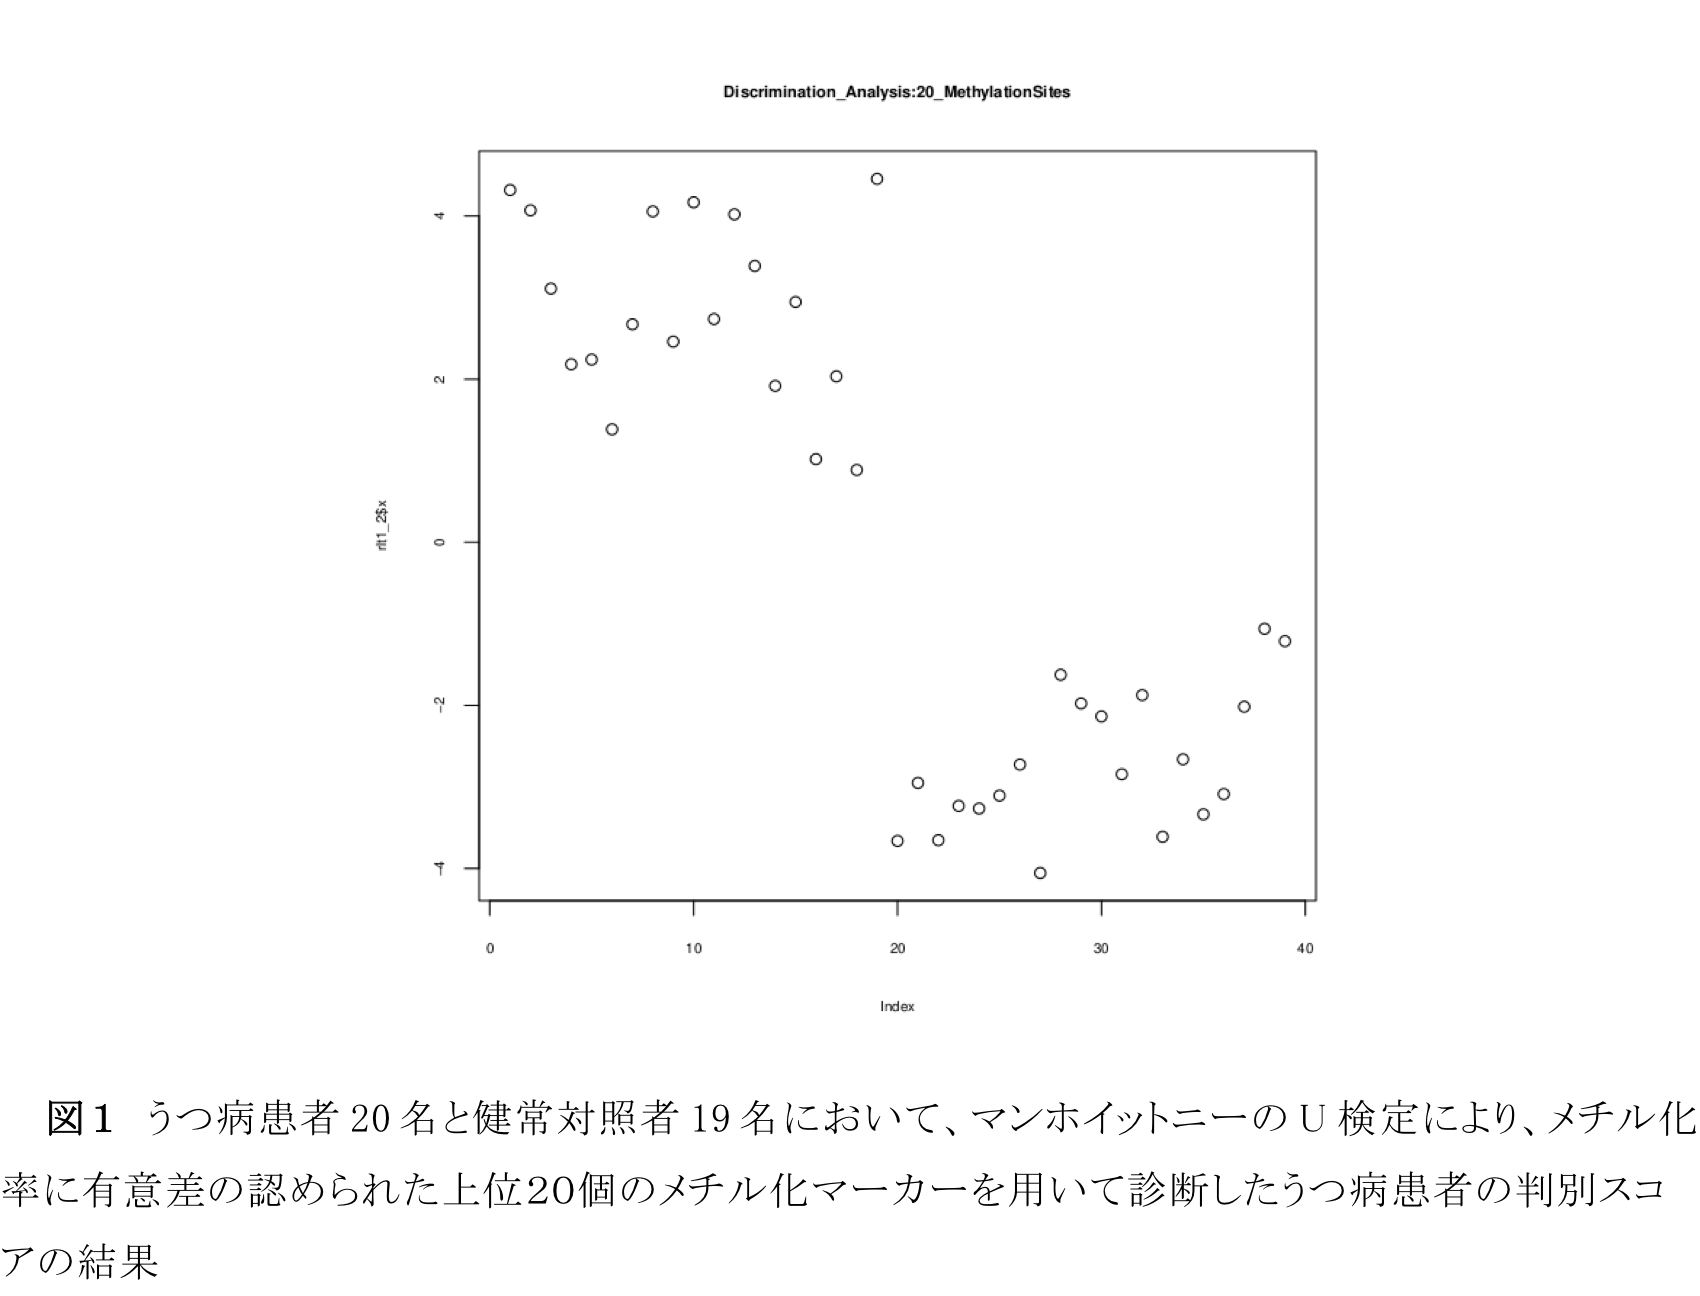 Discrimination_Analysis:20_MethylationSites
4
2
0
-2
-4
rlt1_2$x
0 10 20 30 40
Index
図１ うつ病患者 20 名と健常対照者 19 名において、マンホイットニーの U 検定により、メチル化
率に有意差の認められた上位２０個のメチル化マーカーを用いて診断したうつ病患者の判別スコ
アの結果